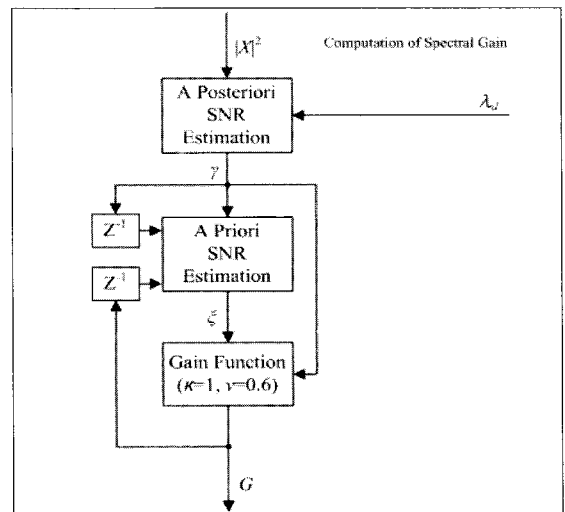 |X|²
Computation of Spectral Gain
A Posteriori
SNR
Estimation
λd
γ
Z⁻¹
A Priori
SNR
Estimation
Z⁻¹
ξ
Gain Function
(κ=1, ν=0.6)
G